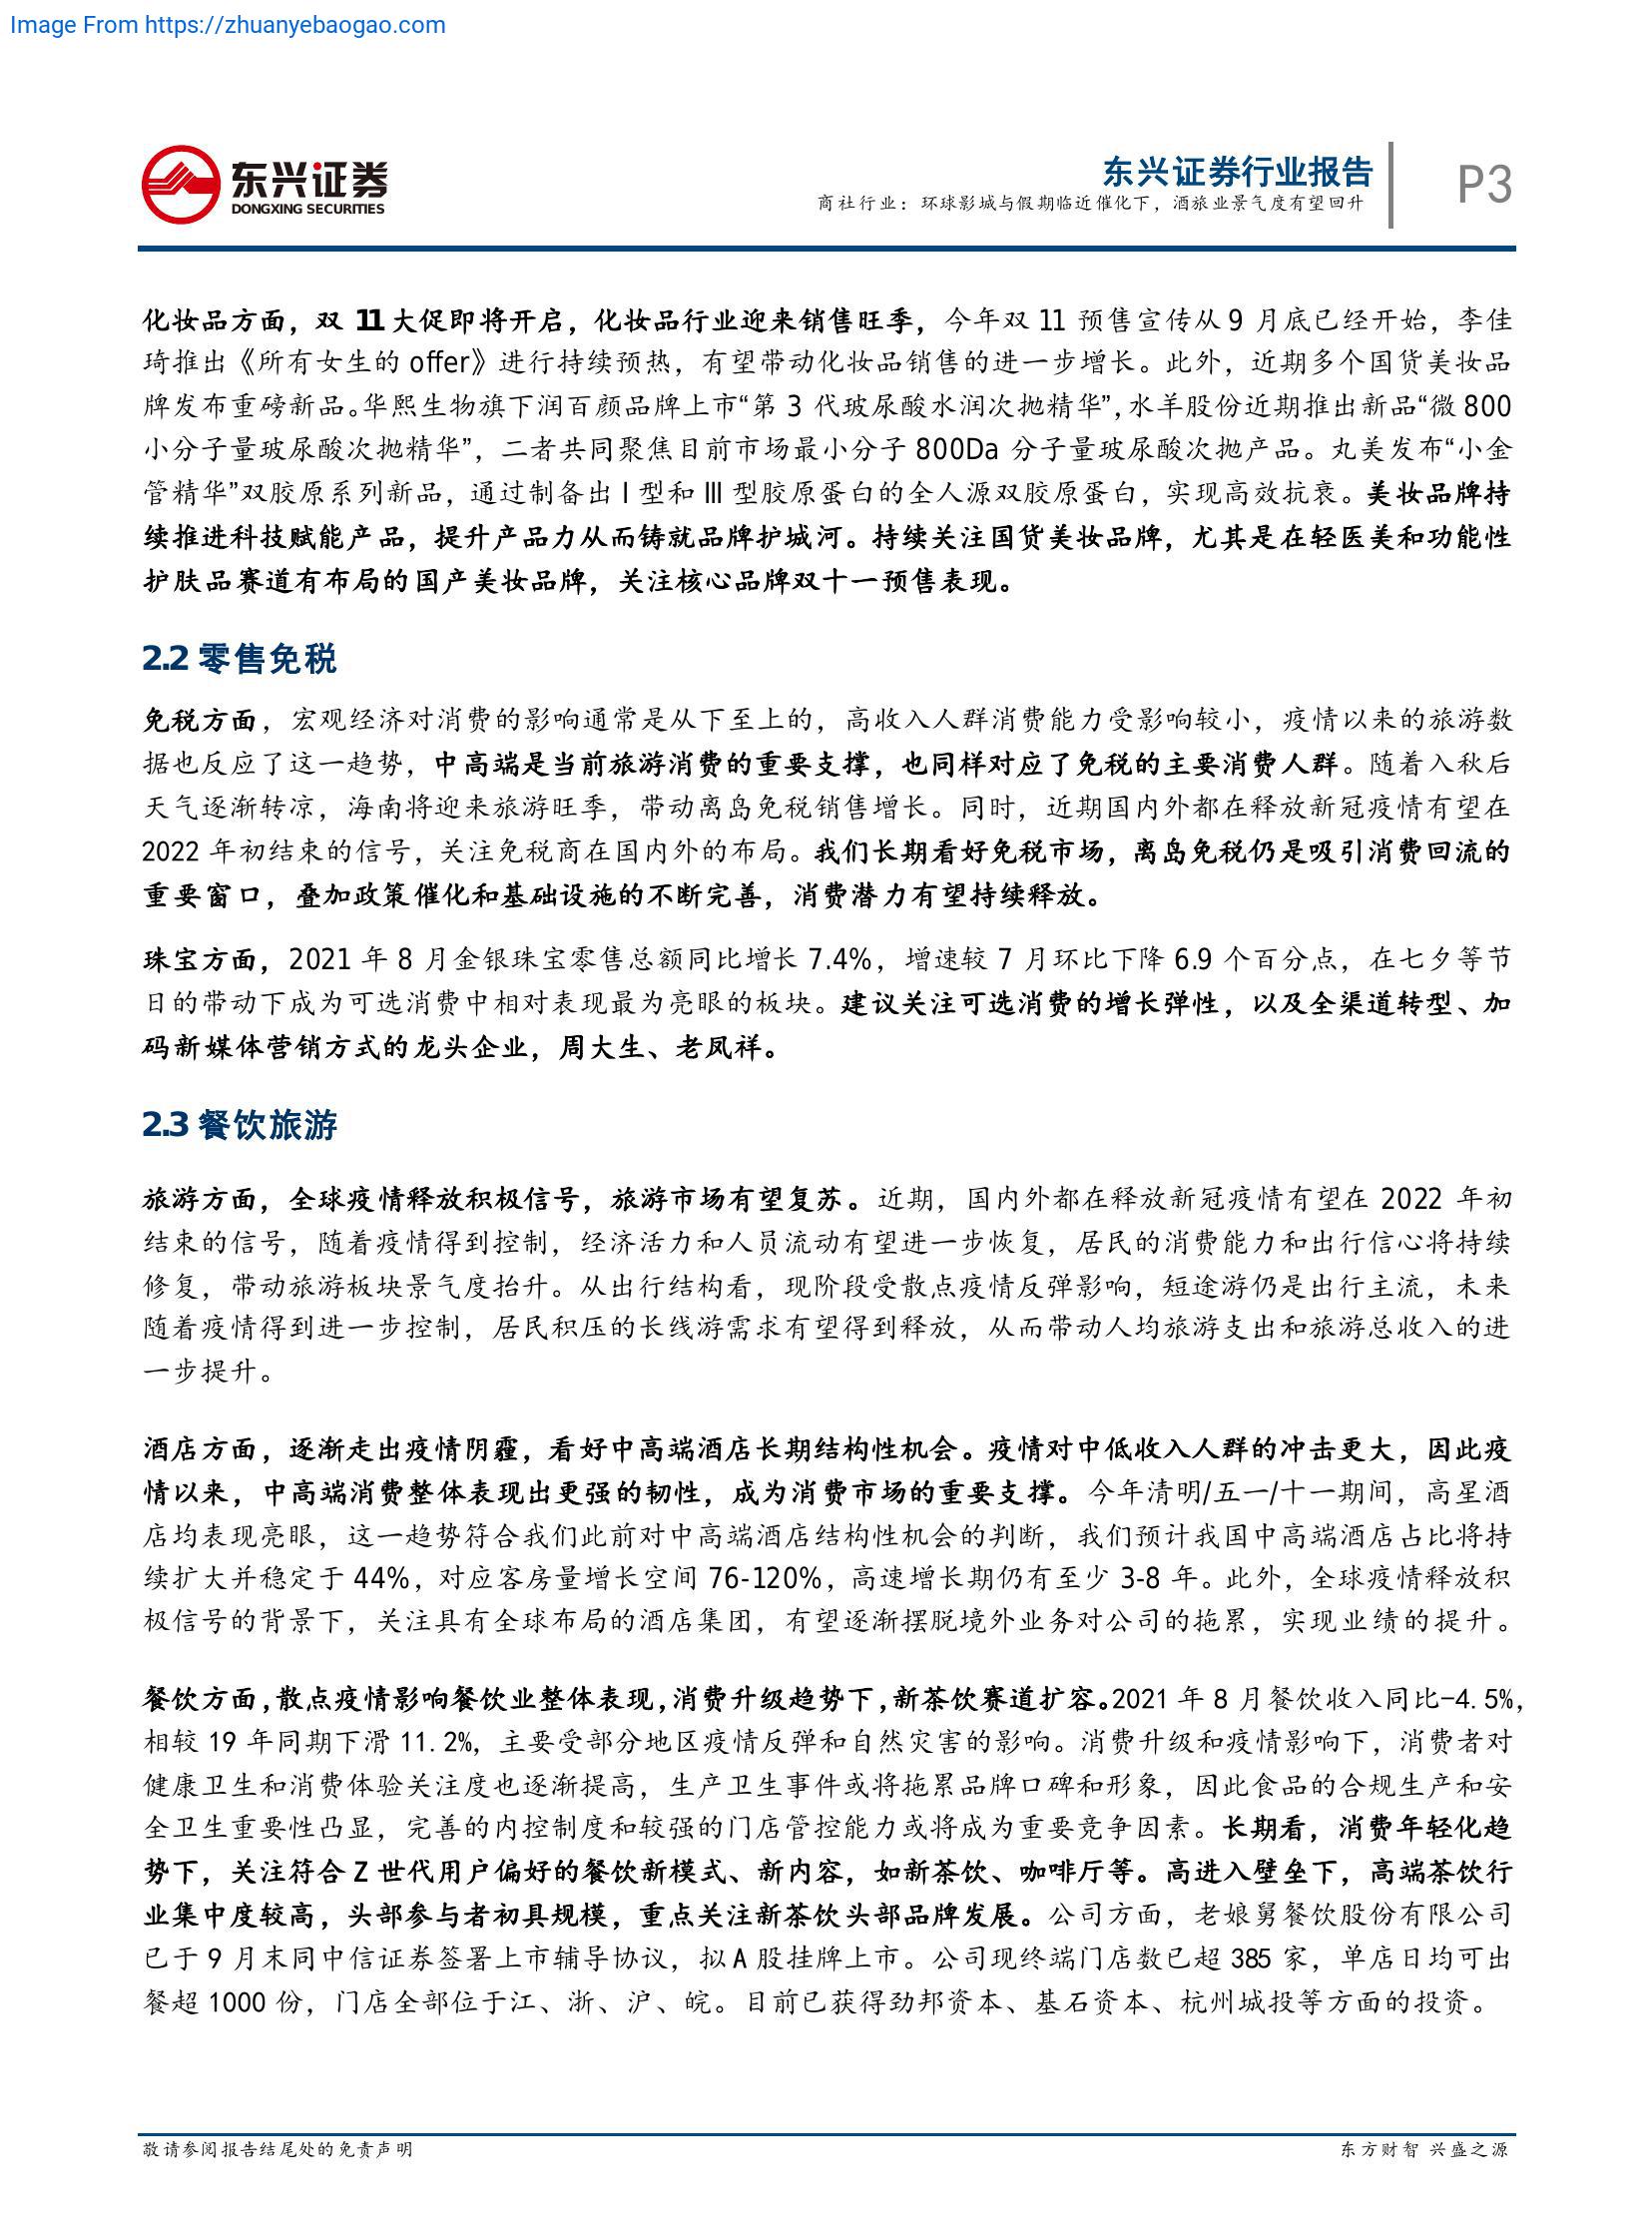 Image From https://zhuanyebaogao.com
东兴证券
DONGXING SECURITIES
东兴证券行业报告
商社行业：环球影城与假期临近催化下，酒旅业景气度有望回升
P3
化妆品方面，双 11 大促即将开启，化妆品行业迎来销售旺季，今年双 11 预售宣传从 9 月底已经开始，李佳
琦推出《所有女生的 offer》进行持续预热，有望带动化妆品销售的进一步增长。此外，近期多个国货美妆品
牌发布重磅新品。华熙生物旗下润百颜品牌上市“第 3 代玻尿酸水润次抛精华”，水羊股份近期推出新品“微 800
小分子量玻尿酸次抛精华”，二者共同聚焦目前市场最小分子 800Da 分子量玻尿酸次抛产品。丸美发布“小金
管精华”双胶原系列新品，通过制备出 I 型和 III 型胶原蛋白的全人源双胶原蛋白，实现高效抗衰。美妆品牌持
续推进科技赋能产品，提升产品力从而铸就品牌护城河。持续关注国货美妆品牌，尤其是在轻医美和功能性
护肤品赛道有布局的国产美妆品牌，关注核心品牌双十一预售表现。
2.2 零售免税
免税方面，宏观经济对消费的影响通常是从下至上的，高收入人群消费能力受影响较小，疫情以来的旅游数
据也反应了这一趋势，中高端是当前旅游消费的重要支撑，也同样对应了免税的主要消费人群。随着入秋后
天气逐渐转凉，海南将迎来旅游旺季，带动离岛免税销售增长。同时，近期国内外都在释放新冠疫情有望在
2022 年初结束的信号，关注免税商在国内外的布局。我们长期看好免税市场，离岛免税仍是吸引消费回流的
重要窗口，叠加政策催化和基础设施的不断完善，消费潜力有望持续释放。
珠宝方面，2021 年 8 月金银珠宝零售总额同比增长 7.4%，增速较 7 月环比下降 6.9 个百分点，在七夕等节
日的带动下成为可选消费中相对表现最为亮眼的板块。建议关注可选消费的增长弹性，以及全渠道转型、加
码新媒体营销方式的龙头企业，周大生、老凤祥。
2.3 餐饮旅游
旅游方面，全球疫情释放积极信号，旅游市场有望复苏。近期，国内外都在释放新冠疫情有望在 2022 年初
结束的信号，随着疫情得到控制，经济活力和人员流动有望进一步恢复，居民的消费能力和出行信心将持续
修复，带动旅游板块景气度抬升。从出行结构看，现阶段受散点疫情反弹影响，短途游仍是出行主流，未来
随着疫情得到进一步控制，居民积压的长线游需求有望得到释放，从而带动人均旅游支出和旅游总收入的进
一步提升。
酒店方面，逐渐走出疫情阴霾，看好中高端酒店长期结构性机会。疫情对中低收入人群的冲击更大，因此疫
情以来，中高端消费整体表现出更强的韧性，成为消费市场的重要支撑。今年清明/五一/十一期间，高星酒
店均表现亮眼，这一趋势符合我们此前对中高端酒店结构性机会的判断，我们预计我国中高端酒店占比将持
续扩大并稳定于 44%，对应客房量增长空间 76-120%，高速增长期仍有至少 3-8 年。此外，全球疫情释放积
极信号的背景下，关注具有全球布局的酒店集团，有望逐渐摆脱境外业务对公司的拖累，实现业绩的提升。
餐饮方面，散点疫情影响餐饮业整体表现，消费升级趋势下，新茶饮赛道扩容。2021 年 8 月餐饮收入同比-4.5%，
相较 19 年同期下滑 11.2%，主要受部分地区疫情反弹和自然灾害的影响。消费升级和疫情影响下，消费者对
健康卫生和消费体验关注度也逐渐提高，生产卫生事件或将拖累品牌口碑和形象，因此食品的合规生产和安
全卫生重要性凸显，完善的内控制度和较强的门店管控能力或将成为重要竞争因素。长期看，消费年轻化趋
势下，关注符合 Z 世代用户偏好的餐饮新模式、新内容，如新茶饮、咖啡厅等。高进入壁垒下，高端茶饮行
业集中度较高，头部参与者初具规模，重点关注新茶饮头部品牌发展。公司方面，老娘舅餐饮股份有限公司
已于 9 月末同中信证券签署上市辅导协议，拟 A 股挂牌上市。公司现终端门店数已超 385 家，单店日均可出
餐超 1000 份，门店全部位于江、浙、沪、皖。目前已获得劲邦资本、基石资本、杭州城投等方面的投资。
敬请参阅报告结尾处的免责声明
东方财智 兴盛之源